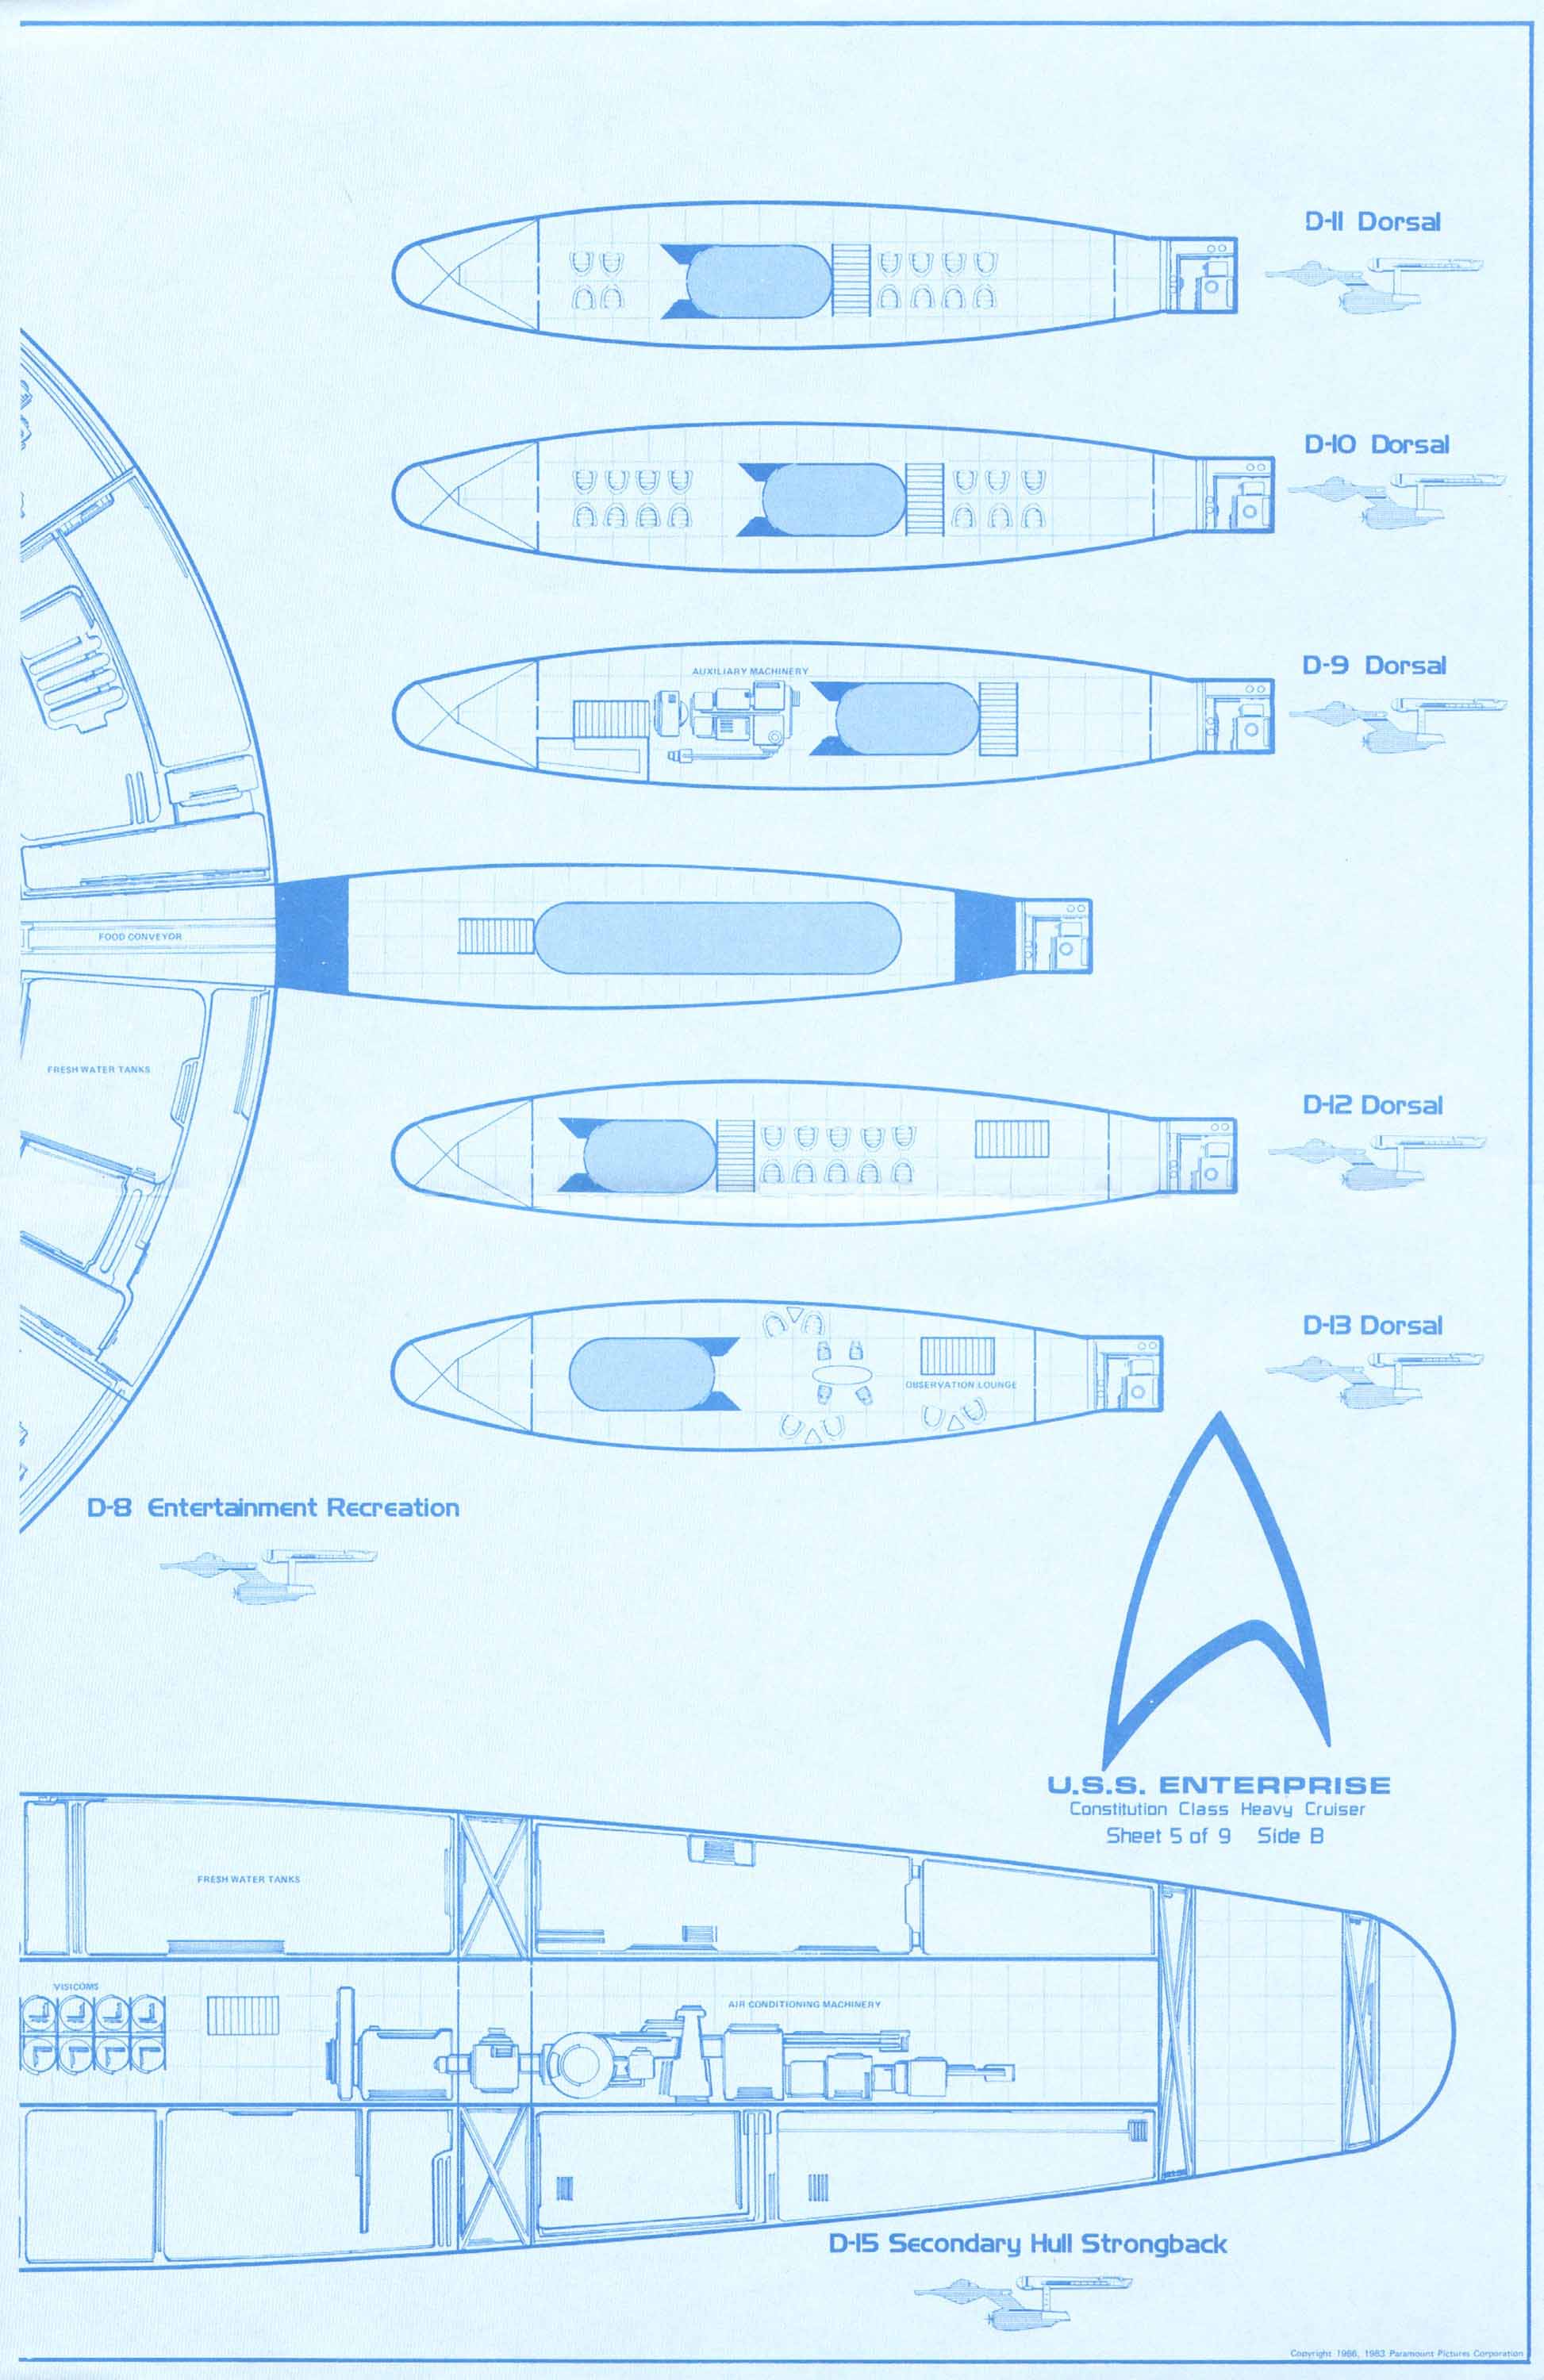 D-11 Dorsal
D-10 Dorsal
AUXILIARY MACHINERY
D-9 Dorsal
FOOD CONVEYOR
FRESH WATER TANKS
D-12 Dorsal
D-13 Dorsal
OBSERVATION LOUNGE
D-8 Entertainment Recreation
U.S.S. ENTERPRISE
Constitution Class Heavy Cruiser
Sheet 5 of 9 Side B
FRESH WATER TANKS
VISICOMS
AIR CONDITIONING MACHINERY
D-15 Secondary Hull Strongback
Copyright 1966, 1983 Paramount Pictures Corporation